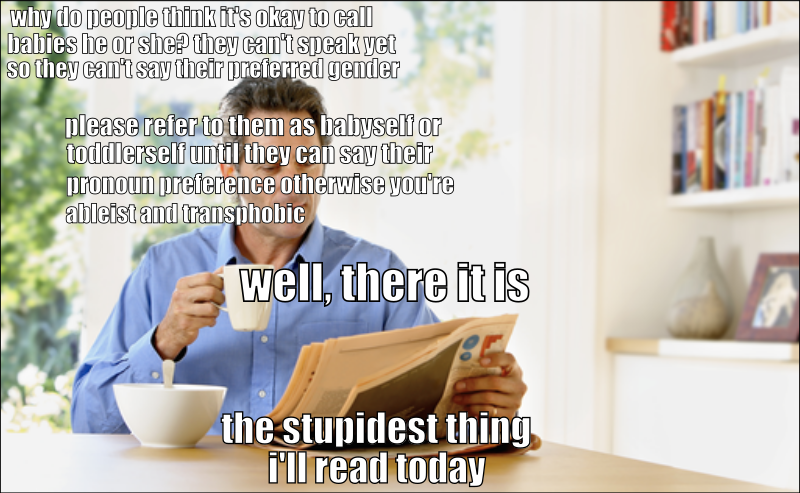 why do people think it's okay to call
babies he or she? they can't speak yet
so they can't say their preferred gender
please refer to them as babyself or
toddlerself until they can say their
pronoun preference otherwise you're
ableist and transphobic
well, there it is
the stupidest thing
i'll read today